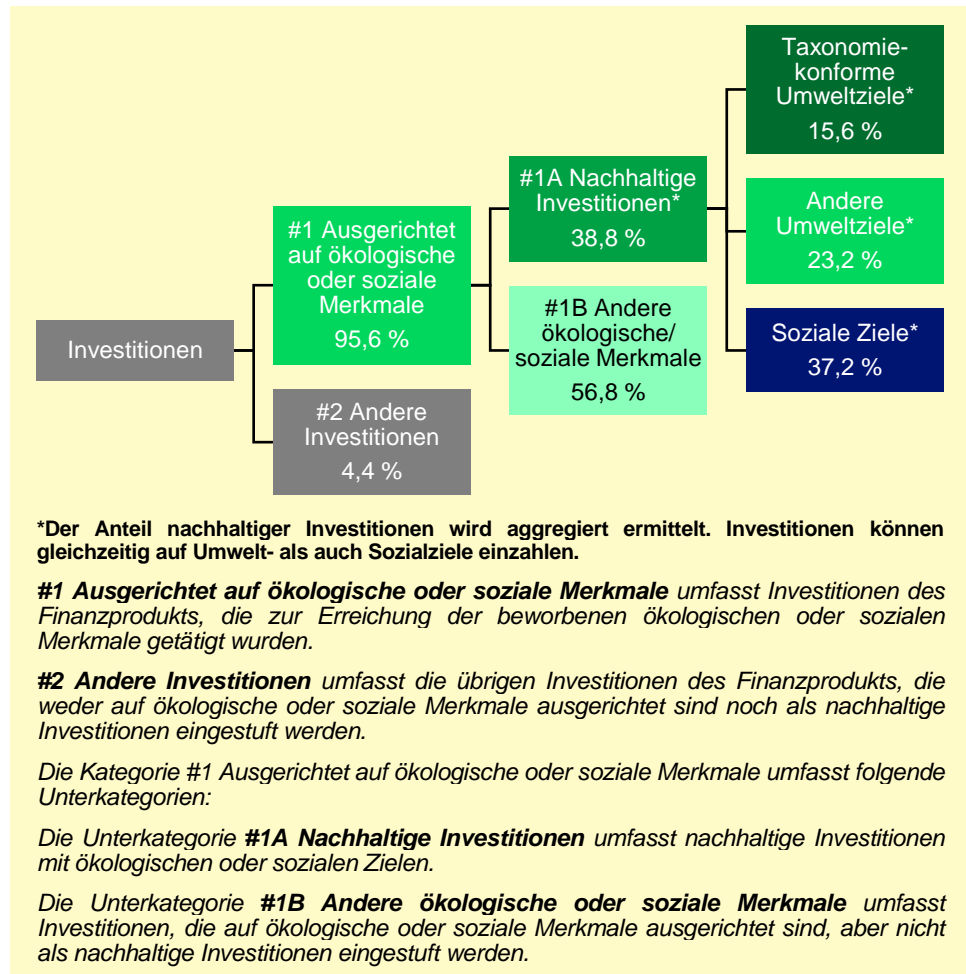 Investitionen
#1 Ausgerichtet
auf ökologische
oder soziale
Merkmale
95,6 %
#2 Andere
Investitionen
4,4 %
#1A Nachhaltige
Investitionen*
38,8 %
#1B Andere
ökologische/
soziale Merkmale
56,8 %
Taxonomie-
konforme
Umweltziele*
15,6 %
Andere
Umweltziele*
23,2 %
Soziale Ziele*
37,2 %
*Der Anteil nachhaltiger Investitionen wird aggregiert ermittelt. Investitionen können
gleichzeitig auf Umwelt- als auch Sozialziele einzahlen.
#1 Ausgerichtet auf ökologische oder soziale Merkmale umfasst Investitionen des
Finanzprodukts, die zur Erreichung der beworbenen ökologischen oder sozialen
Merkmale getätigt wurden.
#2 Andere Investitionen umfasst die übrigen Investitionen des Finanzprodukts, die
weder auf ökologische oder soziale Merkmale ausgerichtet sind noch als nachhaltige
Investitionen eingestuft werden.
Die Kategorie #1 Ausgerichtet auf ökologische oder soziale Merkmale umfasst folgende
Unterkategorien:
Die Unterkategorie #1A Nachhaltige Investitionen umfasst nachhaltige Investitionen
mit ökologischen oder sozialen Zielen.
Die Unterkategorie #1B Andere ökologische oder soziale Merkmale umfasst
Investitionen, die auf ökologische oder soziale Merkmale ausgerichtet sind, aber nicht
als nachhaltige Investitionen eingestuft werden.